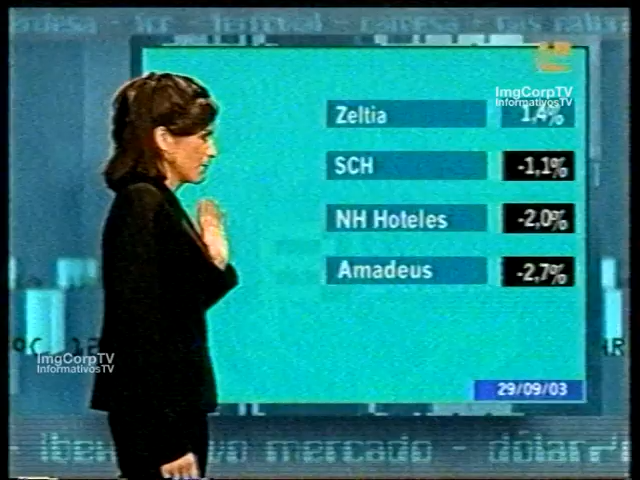 ImgCorpTV
InformativosTV
Zeltia 1,4%
SCH -1,1%
NH Hoteles -2,0%
Amadeus -2,7%
ImgCorpTV
InformativosTV
29/09/03
mercado - dólar